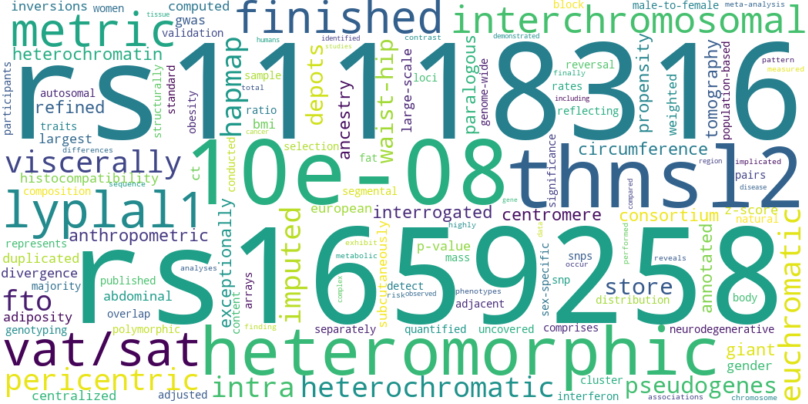 inversions women computed
metric gwas validation
finished
block male-to-female meta-analysis
interchromosomal
tissue
heterochromatin
participants
autosomal
refined
traits
largest
structurally
standard
obesity
hapmap
humans
sample
total
ratio
bmi
cancer
depots
identified
studies
ancestry
waist-hip
contrast
large-scale
loci
genome-wide
paralogous
demonstrated
reversal
rates
finally
including
reflecting
propensity
weighted
tomography
population-based
pattern
measured
rs11118316
differences
viscerally
histocompatibility
composition
sequence
ct
conducted
selection
fat
segmental
european
10e-08
significance
circumference
region
compared
implicated
pairs
disease
thnsl2
gene
lyplal1
anthropometric
represents
duplicated
divergence
majority
fto
adiposity
genotyping
published
analyses
abdominal
overlap
polymorphic
exceptionally
content
arrays
finding
imputed
interrogated
centromere
consortium
z-score
natural
exhibit
metabolic
complex
subcutaneously
highly
p-value
mass
detect
risk
observed
phenotypes
adjacent
date
sex-specific
snps
occur
snp
performed
reveals
distribution
store
annotated
body
euchromatic
rs1659258
separately
quantified
uncovered
comprises
neurodegenerative
vat/sat
heteromorphic
giant
gender
pericentric
intra
heterochromatic
cluster
pseudogenes
centralized
adjusted
interferon
associations
chromosome